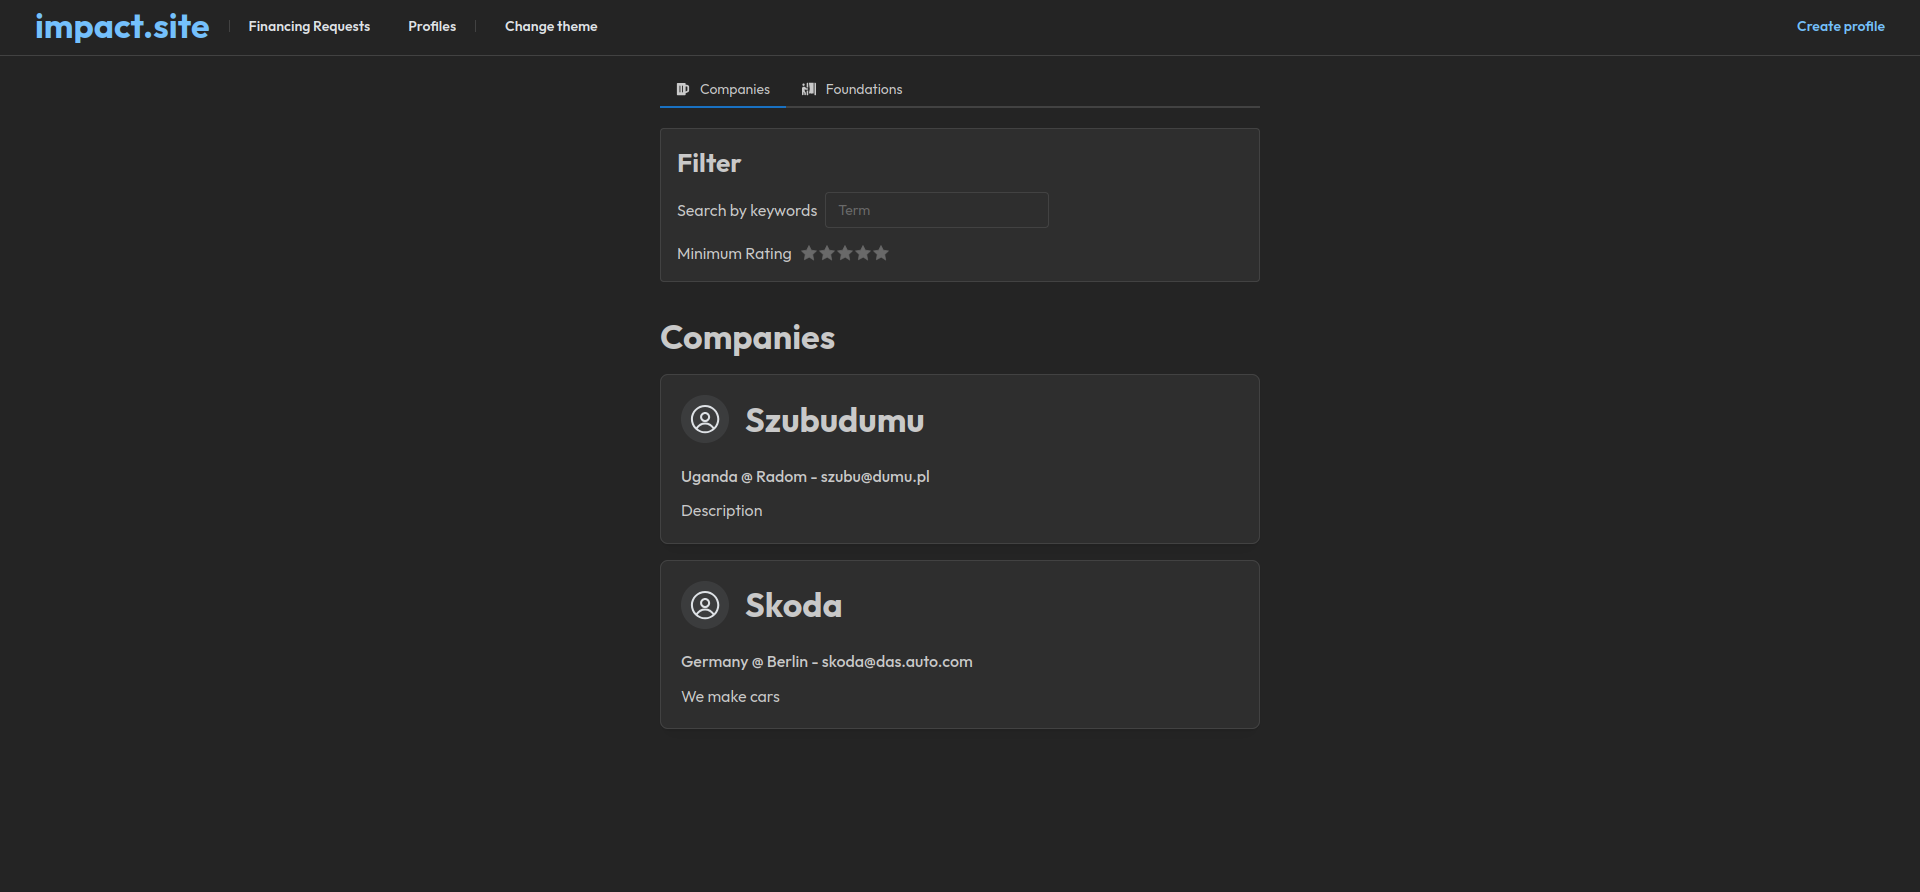 impact.site Financing Requests Profiles Change theme Create profile
Companies Foundations
Filter
Search by keywords Term
Minimum Rating
Companies
Szubudumu
Uganda @ Radom - szubu@dumu.pl
Description
Skoda
Germany @ Berlin - skoda@das.auto.com
We make cars